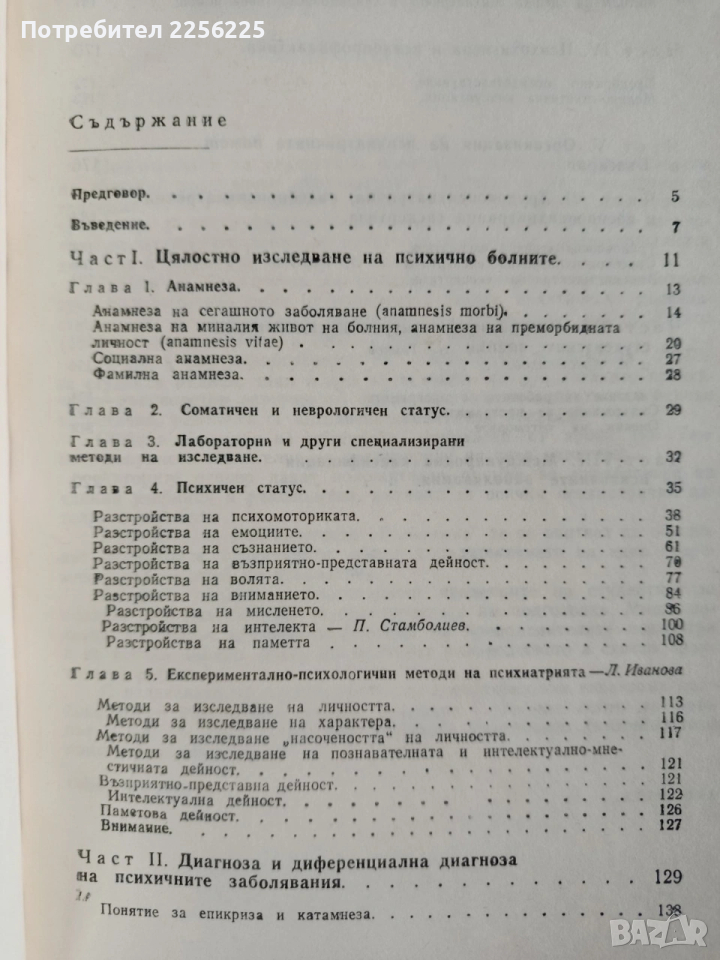 Потребител 2256225
Съдържание
Предговор. . . . . . . . . . . . . . . . . . . . 5
Въведение. . . . . . . . . . . . . . . . . . . . 7
Част I. Цялостно изследване на психично болните. . . . . 11
Глава 1. Анамнеза. . . . . . . . . . . . . . . . 13
Анамнеза на сегашното заболяване (anamnesis morbi). . . . 14
Анамнеза на миналия живот на болния, анамнеза на преморбидната
личност (anamnesis vitae) . . . . . . . . . . . . 20
Социална анамнеза. . . . . . . . . . . . . . . . 27
Фамилна анамнеза. . . . . . . . . . . . . . . . 28
Глава 2. Соматичен и неврологичен статус. . . . . . . . 29
Глава 3. Лабораторни и други специализирани
методи на изследване. . . . . . . . . . . . . . . 32
Глава 4. Психичен статус. . . . . . . . . . . . . 35
Разстройства на психомоториката. . . . . . . . . . . 38
Разстройства на емоциите. . . . . . . . . . . . . 51
Разстройства на съзнанието. . . . . . . . . . . . . 61
Разстройства на възприятно-представната дейност. . . . . . 70
Разстройства на волята. . . . . . . . . . . . . . 77
Разстройства на вниманието. . . . . . . . . . . . . 84
Разстройства на мисленето. . . . . . . . . . . . . 86
Разстройства на интелекта — П. Стамболиев. . . . . . . . 100
Разстройства на паметта . . . . . . . . . . . . . 108
Глава 5. Експериментално-психологични методи на психиатрията—Л. Иванова
Методи за изследване на личността. . . . . . . . . . . 113
Методи за изследване на характера. . . . . . . . . . . 116
Методи за изследване „насочеността“ на личността. . . . . . 117
Методи за изследване на познавателната и интелектуално-мне-
стичната дейност. . . . . . . . . . . . . . . . 121
Възприятно-представна дейност. . . . . . . . . . . . 121
Интелектуална дейност. . . . . . . . . . . . . . 122
Паметова дейност. . . . . . . . . . . . . . . . 126
Внимание. . . . . . . . . . . . . . . . . . . 127
Част II. Диагноза и диференциална диагноза
на психичните заболявания. . . . . . . . . . . . . 129
Понятие за епикриза и катамнеза. . . . . . . . . . . 138
BAZAR